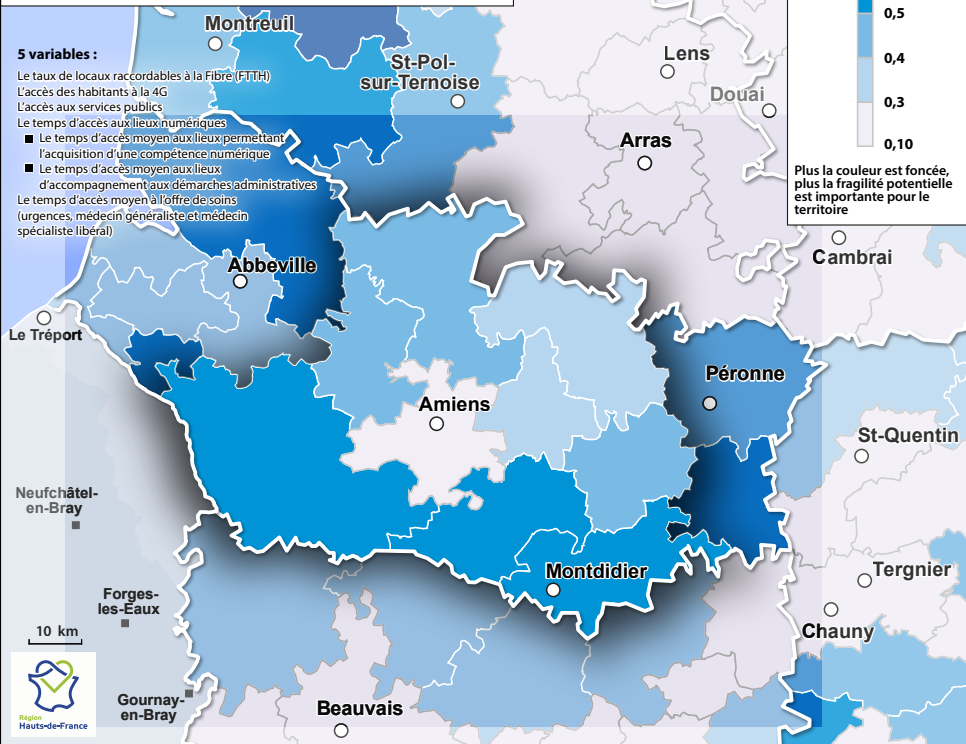 5 variables :
Le taux de locaux raccordables à la Fibre (FTTH)
L'accès des habitants à la 4G
L'accès aux services publics
Le temps d'accès aux lieux numériques
■ Le temps d'accès moyen aux lieux permettant
l'acquisition d'une compétence numérique
■ Le temps d'accès moyen aux lieux
d'accompagnement aux démarches administratives
Le temps d'accès moyen à l'offre de soins
(urgences, médecin généraliste et médecin
spécialiste libéral)
0,5
0,4
0,3
0,10
Plus la couleur est foncée,
plus la fragilité potentielle
est importante pour le
territoire
Montreuil
St-Pol-
sur-Ternoise
Lens
Douai
Arras
Cambrai
Abbeville
Le Tréport
Péronne
Amiens
St-Quentin
Neufchâtel-
en-Bray
Montdidier
Tergnier
Forges-
les-Eaux
Chauny
10 km
Gournay-
en-Bray
Beauvais
Région
Hauts-de-France